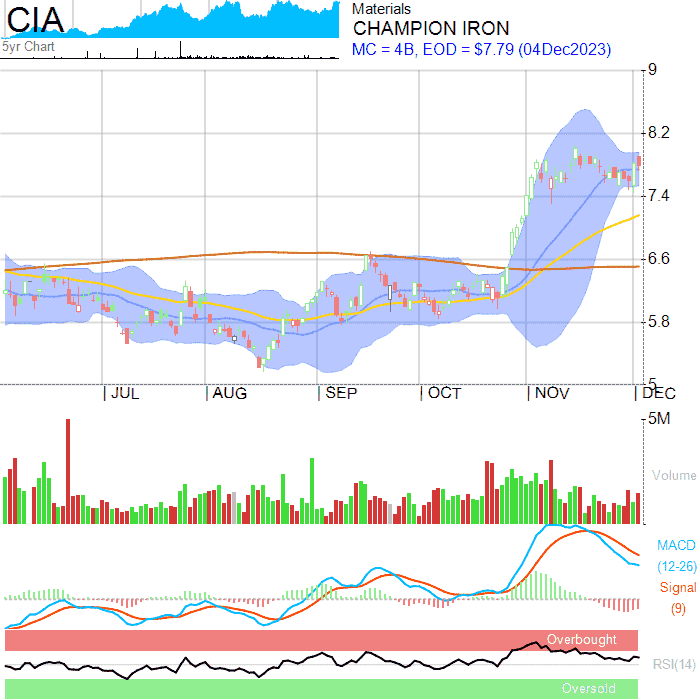 CIA
5yr Chart
Materials
CHAMPION IRON
MC = 4B, EOD = $7.79 (04Dec2023)
9
8.2
7.4
6.6
5.8
5
JUL AUG SEP OCT NOV DEC
5M
Volume
MACD
(12-26)
Signal
(9)
Overbought
RSI(14)
Oversold